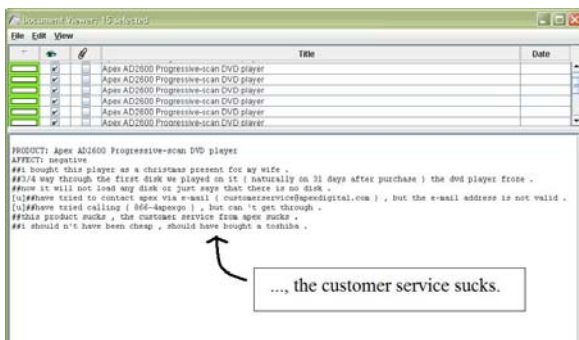 Document Viewer: 15 selected
File Edit View
Title Date
Apex AD2600 Progressive-scan DVD player
Apex AD2600 Progressive-scan DVD player
Apex AD2600 Progressive-scan DVD player
Apex AD2600 Progressive-scan DVD player
Apex AD2600 Progressive-scan DVD player
Apex AD2600 Progressive-scan DVD player
PRODUCT: Apex AD2600 Progressive-scan DVD player
AFFECT: negative
##i bought this player as a christmas present for my wife .
##3/4 way through the first disk we played on it ( naturally on 31 days after purchase ) the dvd player froze .
##now it will not load any disk or just says that there is no disk .
[u]##have tried to contact apex via e-mail ( customerservice@apexdigital.com ) , but the e-mail address is not valid .
[u]##have tried calling ( 866-4apexgo ) , but can 't get through .
##this product sucks , the customer service from apex sucks .
##i should n't have been cheap , should have bought a toshiba .
..., the customer service sucks.